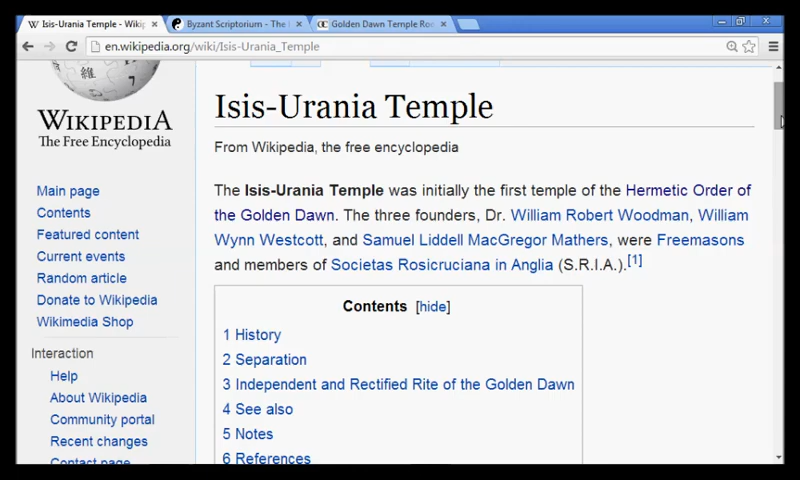 Isis-Urania Temple - Wikip
Byzant Scriptorium - The I
Golden Dawn Temple Roo
en.wikipedia.org/wiki/Isis-Urania_Temple
WIKIPEDIA
The Free Encyclopedia
Main page
Contents
Featured content
Current events
Random article
Donate to Wikipedia
Wikimedia Shop
Interaction
Help
About Wikipedia
Community portal
Recent changes
Contact page
Isis-Urania Temple
From Wikipedia, the free encyclopedia
The Isis-Urania Temple was initially the first temple of the Hermetic Order of
the Golden Dawn. The three founders, Dr. William Robert Woodman, William
Wynn Westcott, and Samuel Liddell MacGregor Mathers, were Freemasons
and members of Societas Rosicruciana in Anglia (S.R.I.A.).[1]
Contents [hide]
1 History
2 Separation
3 Independent and Rectified Rite of the Golden Dawn
4 See also
5 Notes
6 References